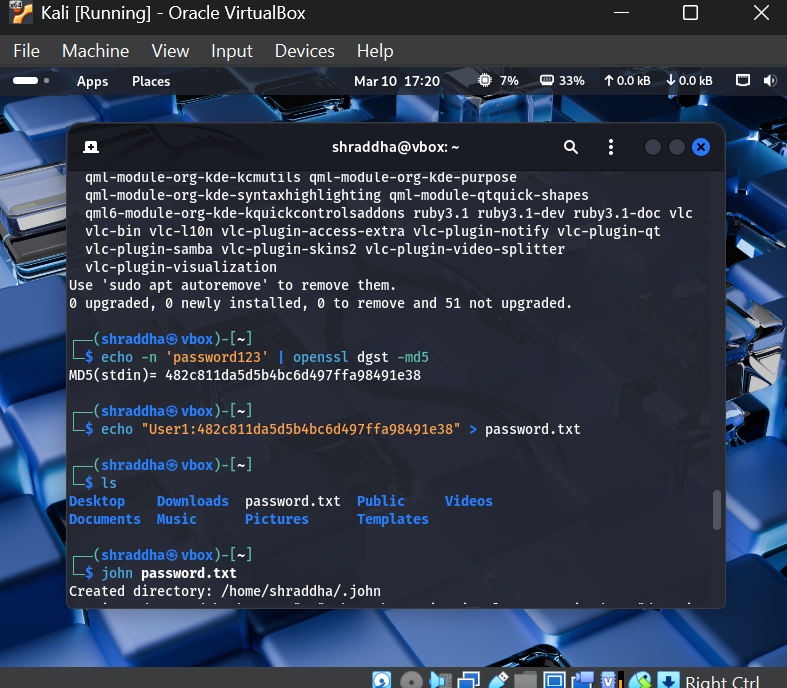 Kali [Running] - Oracle VirtualBox
File Machine View Input Devices Help
Apps Places Mar 10 17:20 7% 33% ↑ 0.0 kB ↓ 0.0 kB
shraddha@vbox: ~
qml-module-org-kde-kcmutils qml-module-org-kde-purpose
qml-module-org-kde-syntaxhighlighting qml-module-qtquick-shapes
qml6-module-org-kde-kquickcontrolsaddons ruby3.1 ruby3.1-dev ruby3.1-doc vlc
vlc-bin vlc-l10n vlc-plugin-access-extra vlc-plugin-notify vlc-plugin-qt
vlc-plugin-samba vlc-plugin-skins2 vlc-plugin-video-splitter
vlc-plugin-visualization
Use 'sudo apt autoremove' to remove them.
0 upgraded, 0 newly installed, 0 to remove and 51 not upgraded.
┌──(shraddha㉿vbox)-[~]
└─$ echo -n 'password123' | openssl dgst -md5
MD5(stdin)= 482c811da5d5b4bc6d497ffa98491e38
┌──(shraddha㉿vbox)-[~]
└─$ echo "User1:482c811da5d5b4bc6d497ffa98491e38" > password.txt
┌──(shraddha㉿vbox)-[~]
└─$ ls
Desktop Downloads password.txt Public Videos
Documents Music Pictures Templates
┌──(shraddha㉿vbox)-[~]
└─$ john password.txt
Created directory: /home/shraddha/.john
Right Ctrl